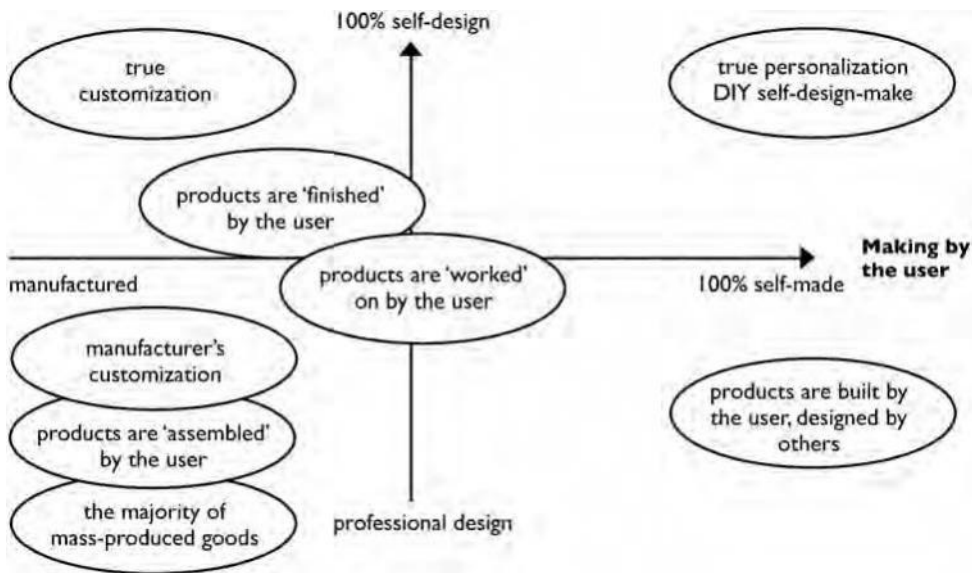 100% self-design
true
customization
true personalization
DIY self-design-make
products are ‘finished’
by the user
Making by
the user
products are ‘worked’
on by the user
manufactured
100% self-made
manufacturer’s
customization
products are built by
the user, designed by
others
products are ‘assembled’
by the user
the majority of
mass-produced goods
professional design